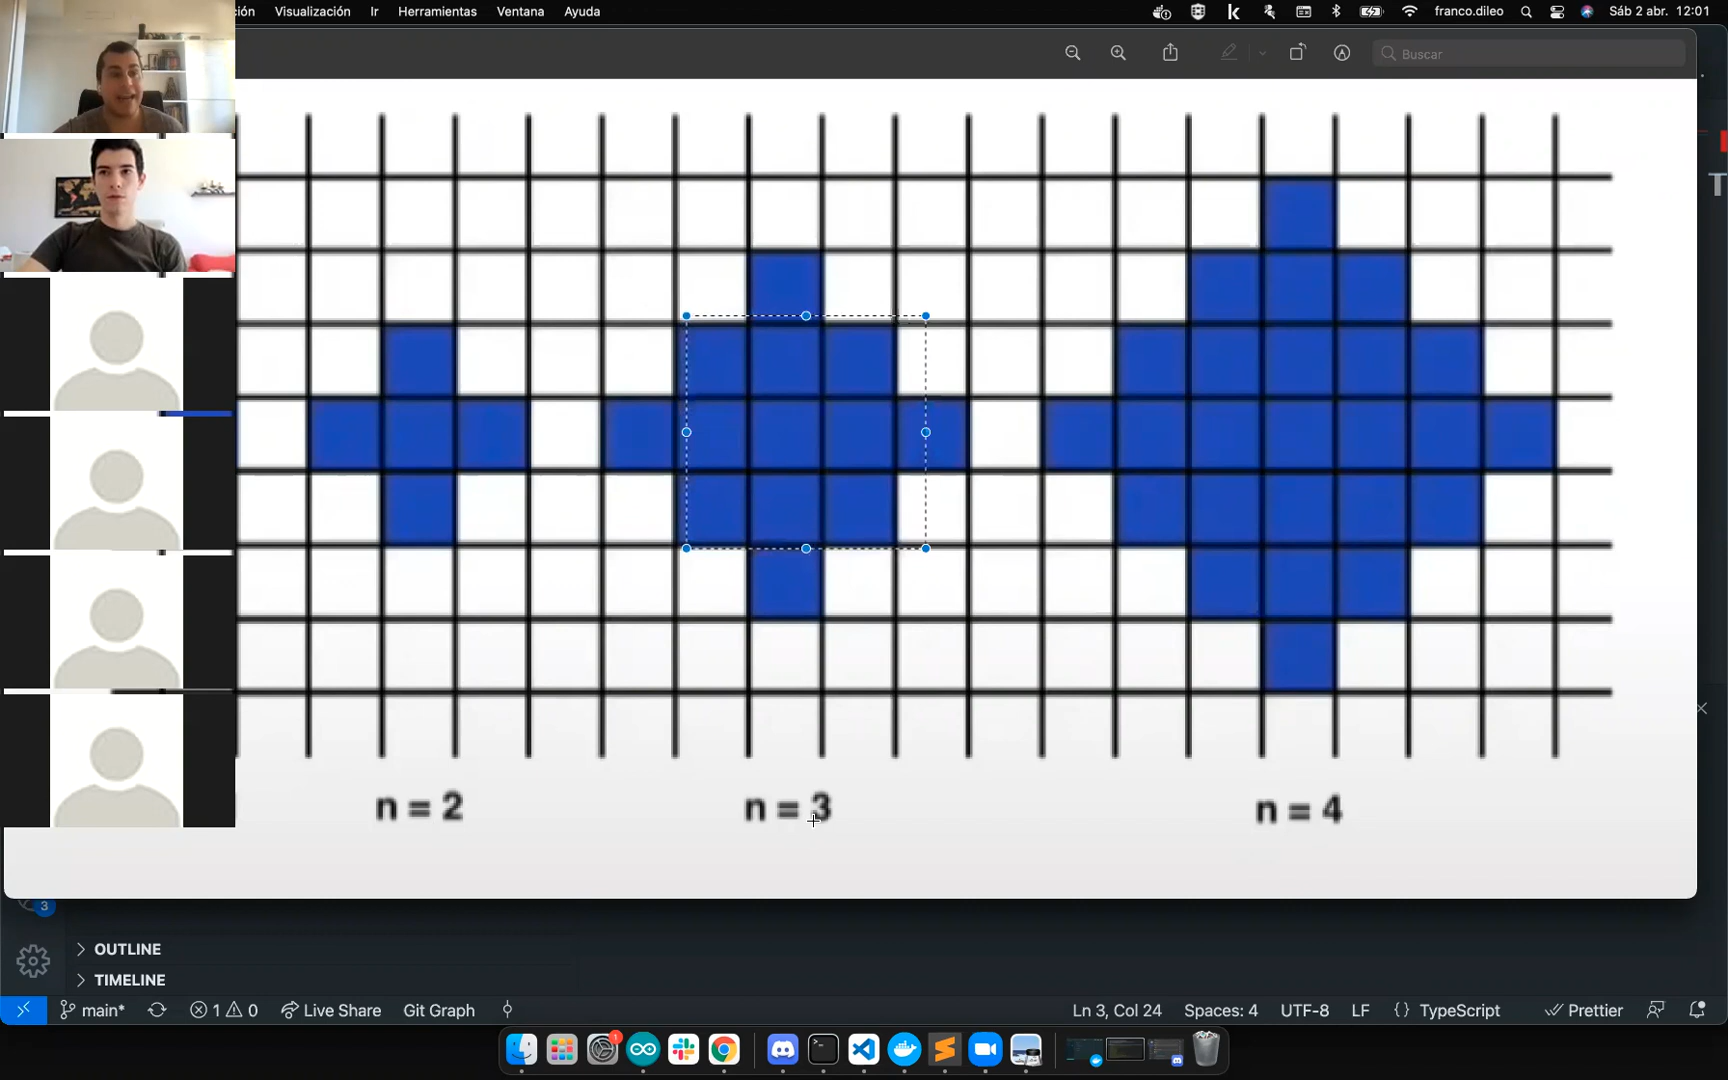 ción Visualización Ir Herramientas Ventana Ayuda franco.dileo Sáb 2 abr. 12:01
Buscar
T
n = 2 n = 3 n = 4
3
OUTLINE
TIMELINE
main* 1 0 Live Share Git Graph Ln 3, Col 24 Spaces: 4 UTF-8 LF {} TypeScript Prettier
1